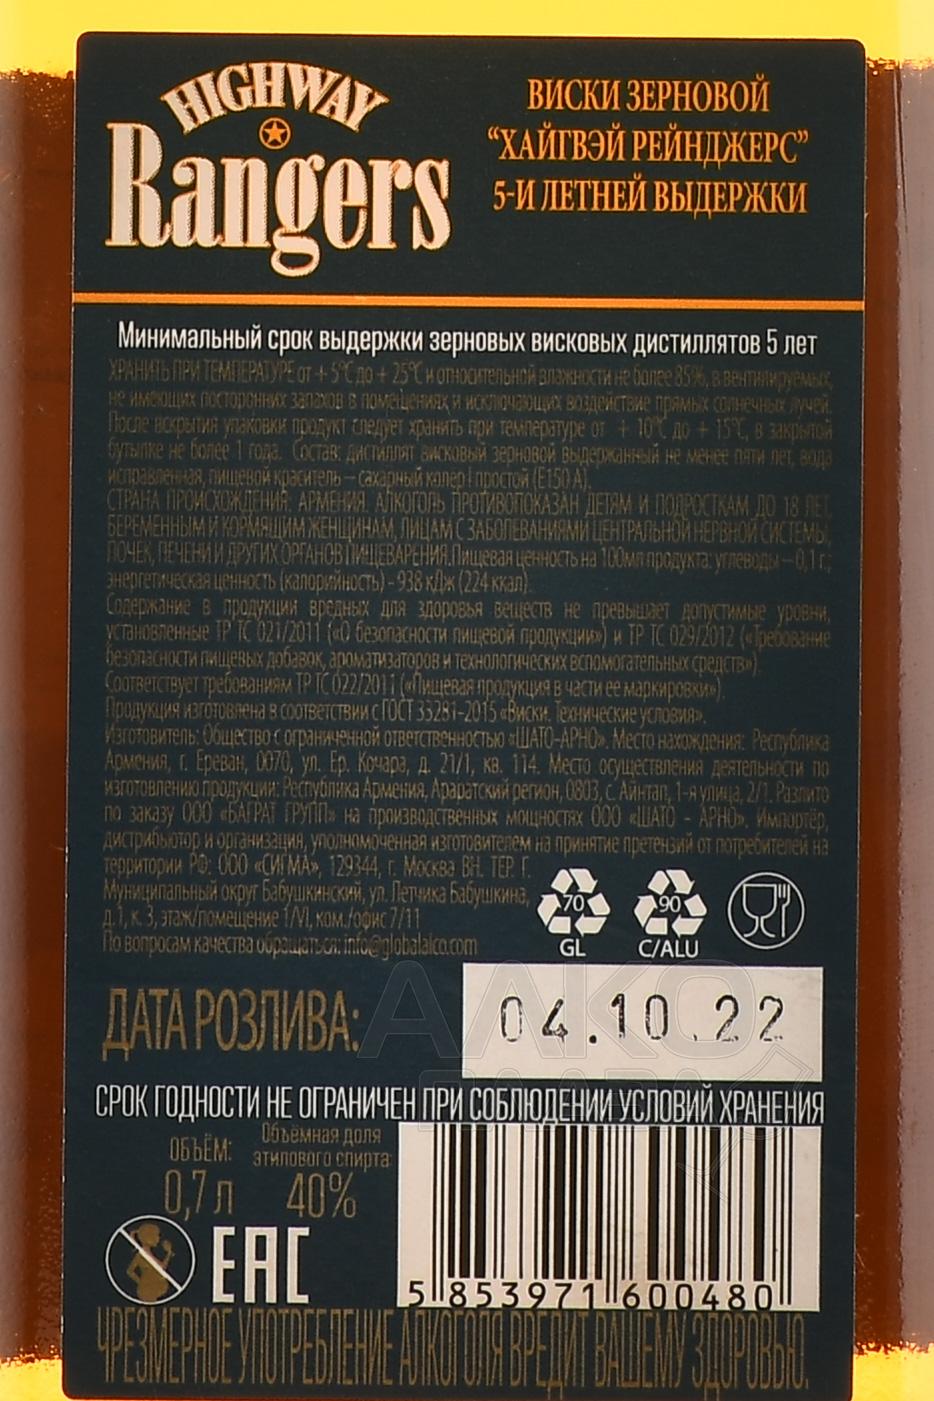 HIGHWAY
Rangers
ВИСКИ ЗЕРНОВОЙ
“ХАЙГВЭЙ РЕЙНДЖЕРС”
5-И ЛЕТНЕЙ ВЫДЕРЖКИ
Минимальный срок выдержки зерновых висковых дистиллятов 5 лет
ХРАНИТЬ ПРИ ТЕМПЕРАТУРЕ от + 5°С до + 25°С и относительной влажности не более 85%, в вентилируемых,
не имеющих посторонних запахов в помещениях и исключающих воздействие прямых солнечных лучей.
После вскрытия упаковки продукт следует хранить при температуре от + 10°С до + 15°С, в закрытой
бутылке не более 1 года. Состав: дистиллят висковый зерновой выдержанный не менее пяти лет, вода
исправленная, пищевой краситель – сахарный колер I простой (Е150 А).
СТРАНА ПРОИСХОЖДЕНИЯ: АРМЕНИЯ. АЛКОГОЛЬ ПРОТИВОПОКАЗАН ДЕТЯМ И ПОДРОСТКАМ ДО 18 ЛЕТ,
БЕРЕМЕННЫМ И КОРМЯЩИМ ЖЕНЩИНАМ, ЛИЦАМ С ЗАБОЛЕВАНИЯМИ ЦЕНТРАЛЬНОЙ НЕРВНОЙ СИСТЕМЫ,
ПОЧЕК, ПЕЧЕНИ И ДРУГИХ ОРГАНОВ ПИЩЕВАРЕНИЯ.Пищевая ценность на 100мл продукта: углеводы – 0,1 г;
энергетическая ценность (калорийность) - 938 кДж (224 ккал).
Содержание в продукции вредных для здоровья веществ не превышает допустимые уровни,
установленные ТР ТС 021/2011 («О безопасности пищевой продукции») и ТР ТС 029/2012 («Требование
безопасности пищевых добавок, ароматизаторов и технологических вспомогательных средств»).
Соответствует требованиям ТР ТС 022/2011 («Пищевая продукция в части ее маркировки»).
Продукция изготовлена в соответствии с ГОСТ 33281-2015 «Виски. Технические условия».
Изготовитель: Общество с ограниченной ответственностью «ШАТО-АРНО». Место нахождения: Республика
Армения, г. Ереван, 0070, ул. Ер. Кочара, д. 21/1, кв. 114. Место осуществления деятельности по
изготовлению продукции: Республика Армения, Араратский регион, 0803, с. Айнтап, 1-я улица, 2/1. Разлито
по заказу ООО «БАГРАТ ГРУПП» на производственных мощностях ООО «ШАТО - АРНО». Импортёр,
дистрибьютор и организация, уполномоченная изготовителем на принятие претензий от потребителей на
территории РФ: ООО «СИГМА», 129344, г. Москва ВН. ТЕР. Г.
Муниципальный округ Бабушкинский, ул. Летчика Бабушкина,
д.1, к. 3, этаж/помещение 1/VI, ком./офис 7/11
По вопросам качества обращаться: info@globalalco.com
70
GL
90
C/ALU
ДАТА РОЗЛИВА:
04.10.22
АЛКО
ПЛАЗА
СРОК ГОДНОСТИ НЕ ОГРАНИЧЕН ПРИ СОБЛЮДЕНИИ УСЛОВИЙ ХРАНЕНИЯ
ОБЪЁМ:
0,7 л
Объёмная доля
этилового спирта:
40%
EAC
5 853971 600480
ЧРЕЗМЕРНОЕ УПОТРЕБЛЕНИЕ АЛКОГОЛЯ ВРЕДИТ ВАШЕМУ ЗДОРОВЬЮ.